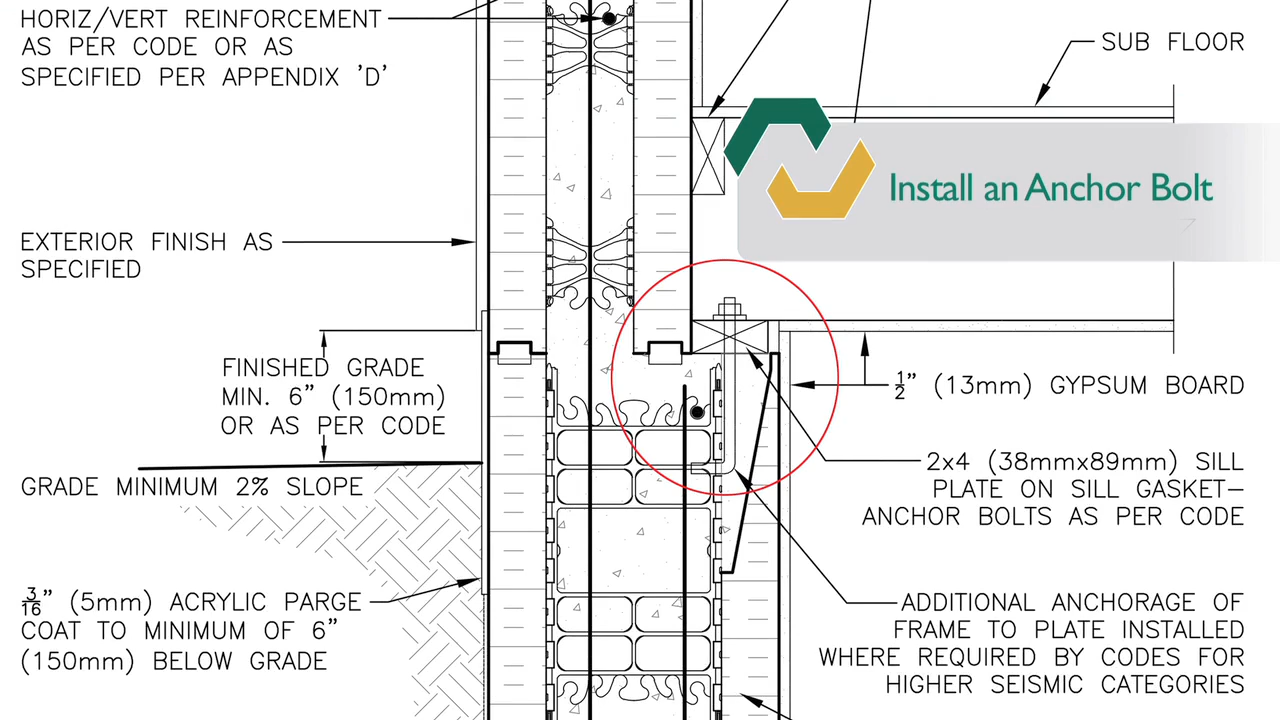 HORIZ/VERT REINFORCEMENT
AS PER CODE OR AS
SPECIFIED PER APPENDIX 'D'
SUB FLOOR
Install an Anchor Bolt
EXTERIOR FINISH AS
SPECIFIED
FINISHED GRADE
MIN. 6" (150mm)
OR AS PER CODE
GRADE MINIMUM 2% SLOPE
3/16" (5mm) ACRYLIC PARGE
COAT TO MINIMUM OF 6"
(150mm) BELOW GRADE
1/2" (13mm) GYPSUM BOARD
2x4 (38mmx89mm) SILL
PLATE ON SILL GASKET–
ANCHOR BOLTS AS PER CODE
ADDITIONAL ANCHORAGE OF
FRAME TO PLATE INSTALLED
WHERE REQUIRED BY CODES FOR
HIGHER SEISMIC CATEGORIES